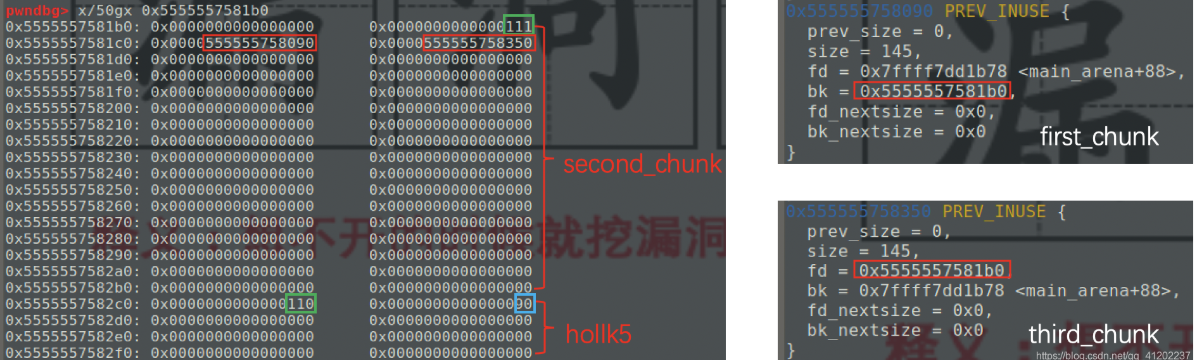 pwndbg> x/50gx 0x5555557581b0
0x5555557581b0: 0x0000000000000000 0x0000000000000111
0x5555557581c0: 0x0000555555758090 0x0000555555758350
0x5555557581d0: 0x0000000000000000 0x0000000000000000
0x5555557581e0: 0x0000000000000000 0x0000000000000000
0x5555557581f0: 0x0000000000000000 0x0000000000000000
0x555555758200: 0x0000000000000000 0x0000000000000000
0x555555758210: 0x0000000000000000 0x0000000000000000
0x555555758220: 0x0000000000000000 0x0000000000000000
0x555555758230: 0x0000000000000000 0x0000000000000000
0x555555758240: 0x0000000000000000 0x0000000000000000
0x555555758250: 0x0000000000000000 0x0000000000000000
0x555555758260: 0x0000000000000000 0x0000000000000000
0x555555758270: 0x0000000000000000 0x0000000000000000
0x555555758280: 0x0000000000000000 0x0000000000000000
0x555555758290: 0x0000000000000000 0x0000000000000000
0x5555557582a0: 0x0000000000000000 0x0000000000000000
0x5555557582b0: 0x0000000000000000 0x0000000000000000
0x5555557582c0: 0x0000000000000110 0x0000000000000090
0x5555557582d0: 0x0000000000000000 0x0000000000000000
0x5555557582e0: 0x0000000000000000 0x0000000000000000
0x5555557582f0: 0x0000000000000000 0x0000000000000000
second_chunk
hollk5
0x555555758090 PREV_INUSE {
prev_size = 0,
size = 145,
fd = 0x7ffff7dd1b78 <main_arena+88>,
bk = 0x5555557581b0,
fd_nextsize = 0x0,
bk_nextsize = 0x0
}
first_chunk
0x555555758350 PREV_INUSE {
prev_size = 0,
size = 145,
fd = 0x5555557581b0,
bk = 0x7ffff7dd1b78 <main_arena+88>,
fd_nextsize = 0x0,
bk_nextsize = 0x0
}
third_chunk
https://blog.csdn.net/qq_41202237